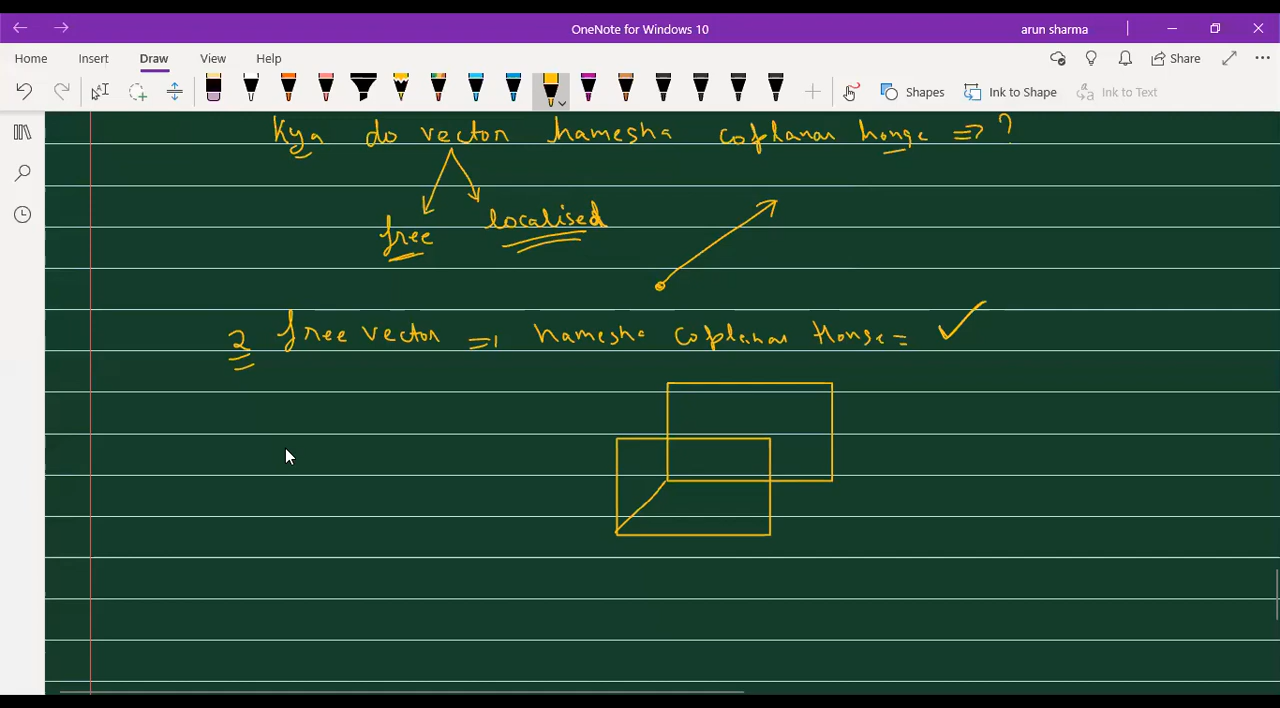 OneNote for Windows 10
arun sharma
Home Insert Draw View Help
Share
Shapes Ink to Shape Ink to Text
Kya do vector hamesha coplanar honge => ?
free localised
2 free vector => hamesha coplanar Honge =